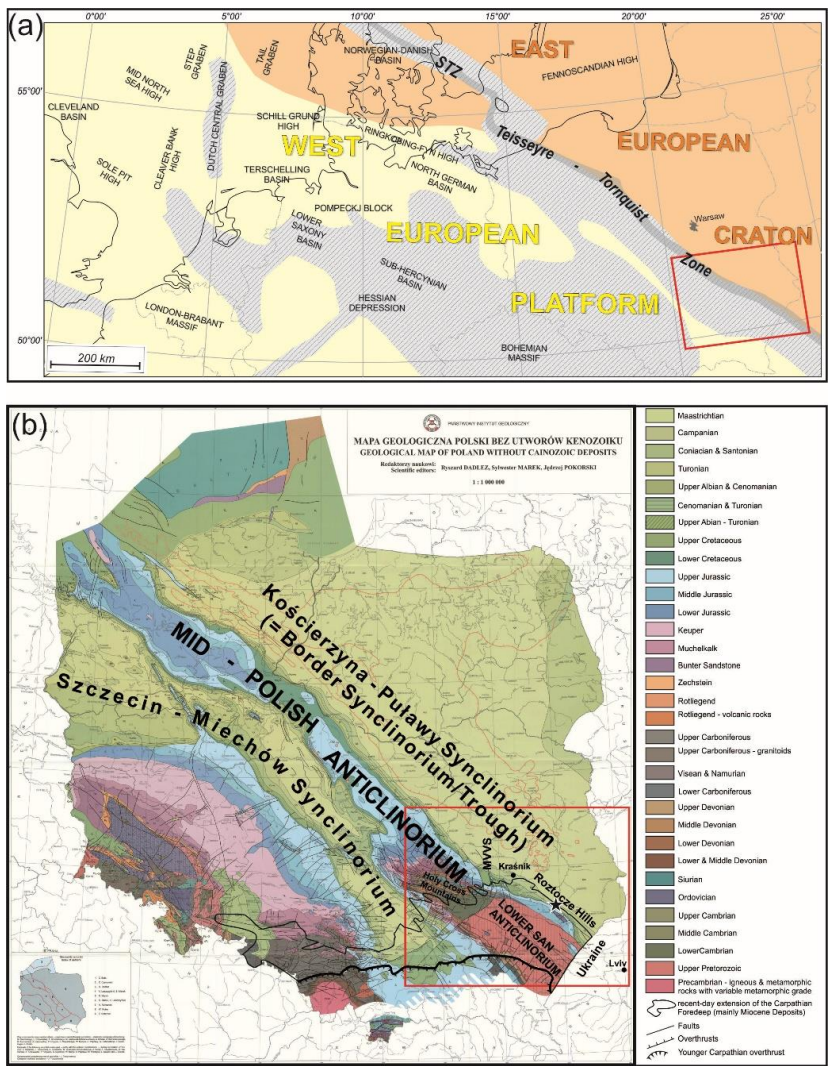 (a)
0°00'
5°00'
10°00'
15°00'
20°00'
25°00'
STEP
GRABEN
TAIL
GRABEN
NORWEGIAN-DANISH
BASIN
STZ
EAST
FENNOSCANDIAN HIGH
MID NORTH
SEA HIGH
55°00'
CLEVELAND
BASIN
DUTCH CENTRAL GRABEN
SCHILL GRUND
HIGH
WEST
RINGKOBING-FYN HIGH
Teisseyre - Tornquist
Zone
EUROPEAN
SOLE PIT
HIGH
CLEAVER BANK
HIGH
TERSCHELLING
BASIN
NORTH GERMAN
BASIN
POMPECKJ BLOCK
Warsaw
LOWER
SAXONY
BASIN
EUROPEAN
CRATON
SUB-HERCYNIAN
BASIN
HESSIAN
DEPRESSION
PLATFORM
LONDON-BRABANT
MASSIF
50°00'
BOHEMIAN
MASSIF
200 km
(b)
PAŃSTWOWY INSTYTUT GEOLOGICZNY
MAPA GEOLOGICZNA POLSKI BEZ UTWORÓW KENOZOIKU
GEOLOGICAL MAP OF POLAND WITHOUT CAINOZOIC DEPOSITS
Redaktorzy naukowi:
Scientific editors:
Ryszard DADLEZ, Sylwester MAREK, Jędrzej POKORSKI
1 : 1 000 000
Kościerzyna - Puławy Synclinorium
(= Border Synclinorium/Trough)
MID - POLISH ANTICLINORIUM
Szczecin - Miechów Synclinorium
MVVS
Kraśnik
Holy Cross
Mountains
Roztocze Hills
LOWER SAN
ANTICLINORIUM
Ukraine
Lviv
Maastrichtian
Campanian
Coniacian & Santonian
Turonian
Upper Albian & Cenomanian
Cenomanian & Turonian
Upper Abian - Turonian
Upper Cretaceous
Lower Cretaceous
Upper Jurassic
Middle Jurassic
Lower Jurassic
Keuper
Muchelkalk
Bunter Sandstone
Zechstein
Rotliegend
Rotliegend - volcanic rocks
Upper Carboniferous
Upper Carboniferous - granitoids
Visean & Namurian
Lower Carboniferous
Upper Devonian
Middle Devonian
Lower Devonian
Lower & Middle Devonian
Siurian
Ordovician
Upper Cambrian
Middle Cambrian
LowerCambrian
Upper Pretorozoic
Precambrian - igneous & metamorphic
rocks with variable metamorphic grade
recent-day extension of the Carpathian
Foredeep (mainly Miocene Deposits)
Faults
Overthrusts
Younger Carpathian overthrust